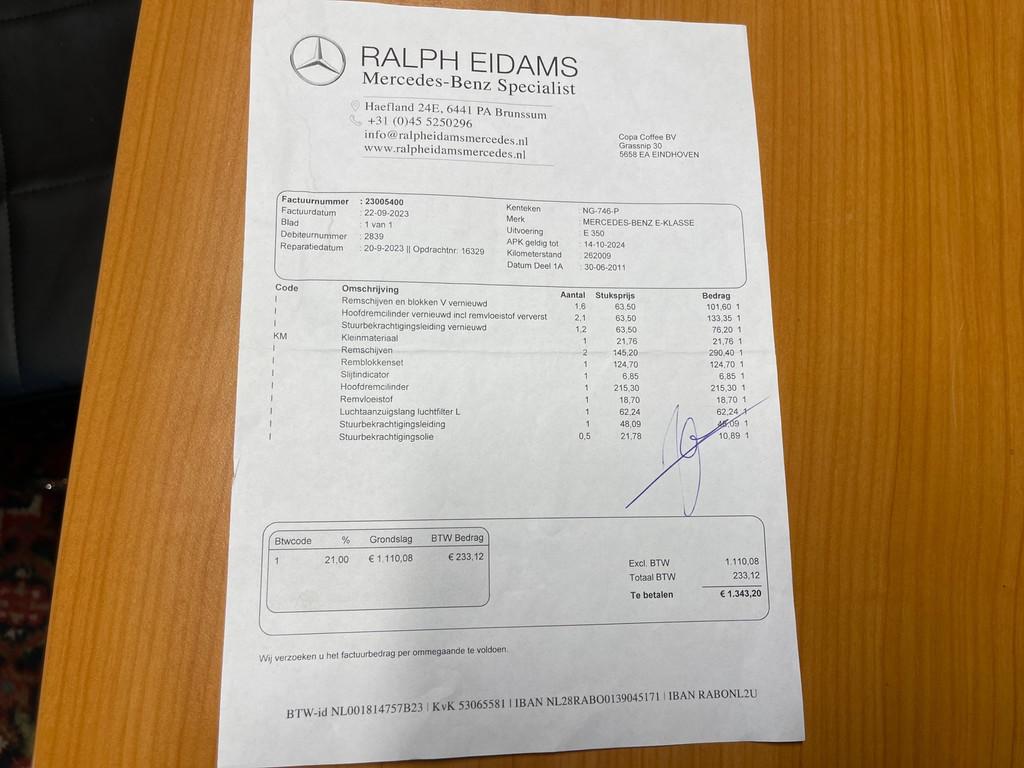 RALPH EIDAMS
Mercedes-Benz Specialist
Haefland 24E, 6441 PA Brunssum
+31 (0)45 5250296
info@ralpheidamsmercedes.nl
www.ralpheidamsmercedes.nl
Copa Coffee BV
Grassnip 30
5658 EA EINDHOVEN
Factuurnummer : 23005400
Factuurdatum : 22-09-2023
Blad : 1 van 1
Debiteurnummer : 2839
Reparatiedatum : 20-9-2023 || Opdrachtnr: 16329
Kenteken : NG-746-P
Merk : MERCEDES-BENZ E-KLASSE
Uitvoering : E 350
APK geldig tot : 14-10-2024
Kilometerstand : 262009
Datum Deel 1A : 30-06-2011
Code Omschrijving Aantal Stuksprijs Bedrag
I Remschijven en blokken V vernieuwd 1,6 63,50 101,60 1
I Hoofdremcilinder vernieuwd incl remvloeistof ververst 2,1 63,50 133,35 1
I Stuurbekrachtigingsleiding vernieuwd 1,2 63,50 76,20 1
KM Kleinmateriaal 1 21,76 21,76 1
I Remschijven 2 145,20 290,40 1
I Remblokkenset 1 124,70 124,70 1
I Slijtindicator 1 6,85 6,85 1
I Hoofdremcilinder 1 215,30 215,30 1
I Remvloeistof 1 18,70 18,70 1
I Luchtaanzuigslang luchtfilter L 1 62,24 62,24 1
I Stuurbekrachtigingsleiding 1 48,09 48,09 1
I Stuurbekrachtigingsolie 0,5 21,78 10,89 1
Btwcode % Grondslag BTW Bedrag
1 21,00 € 1.110,08 € 233,12
Excl. BTW 1.110,08
Totaal BTW 233,12
Te betalen € 1.343,20
Wij verzoeken u het factuurbedrag per ommegaande te voldoen.
BTW-id NL001814757B23 | KvK 53065581 | IBAN NL28RABO0139045171 | IBAN RABONL2U